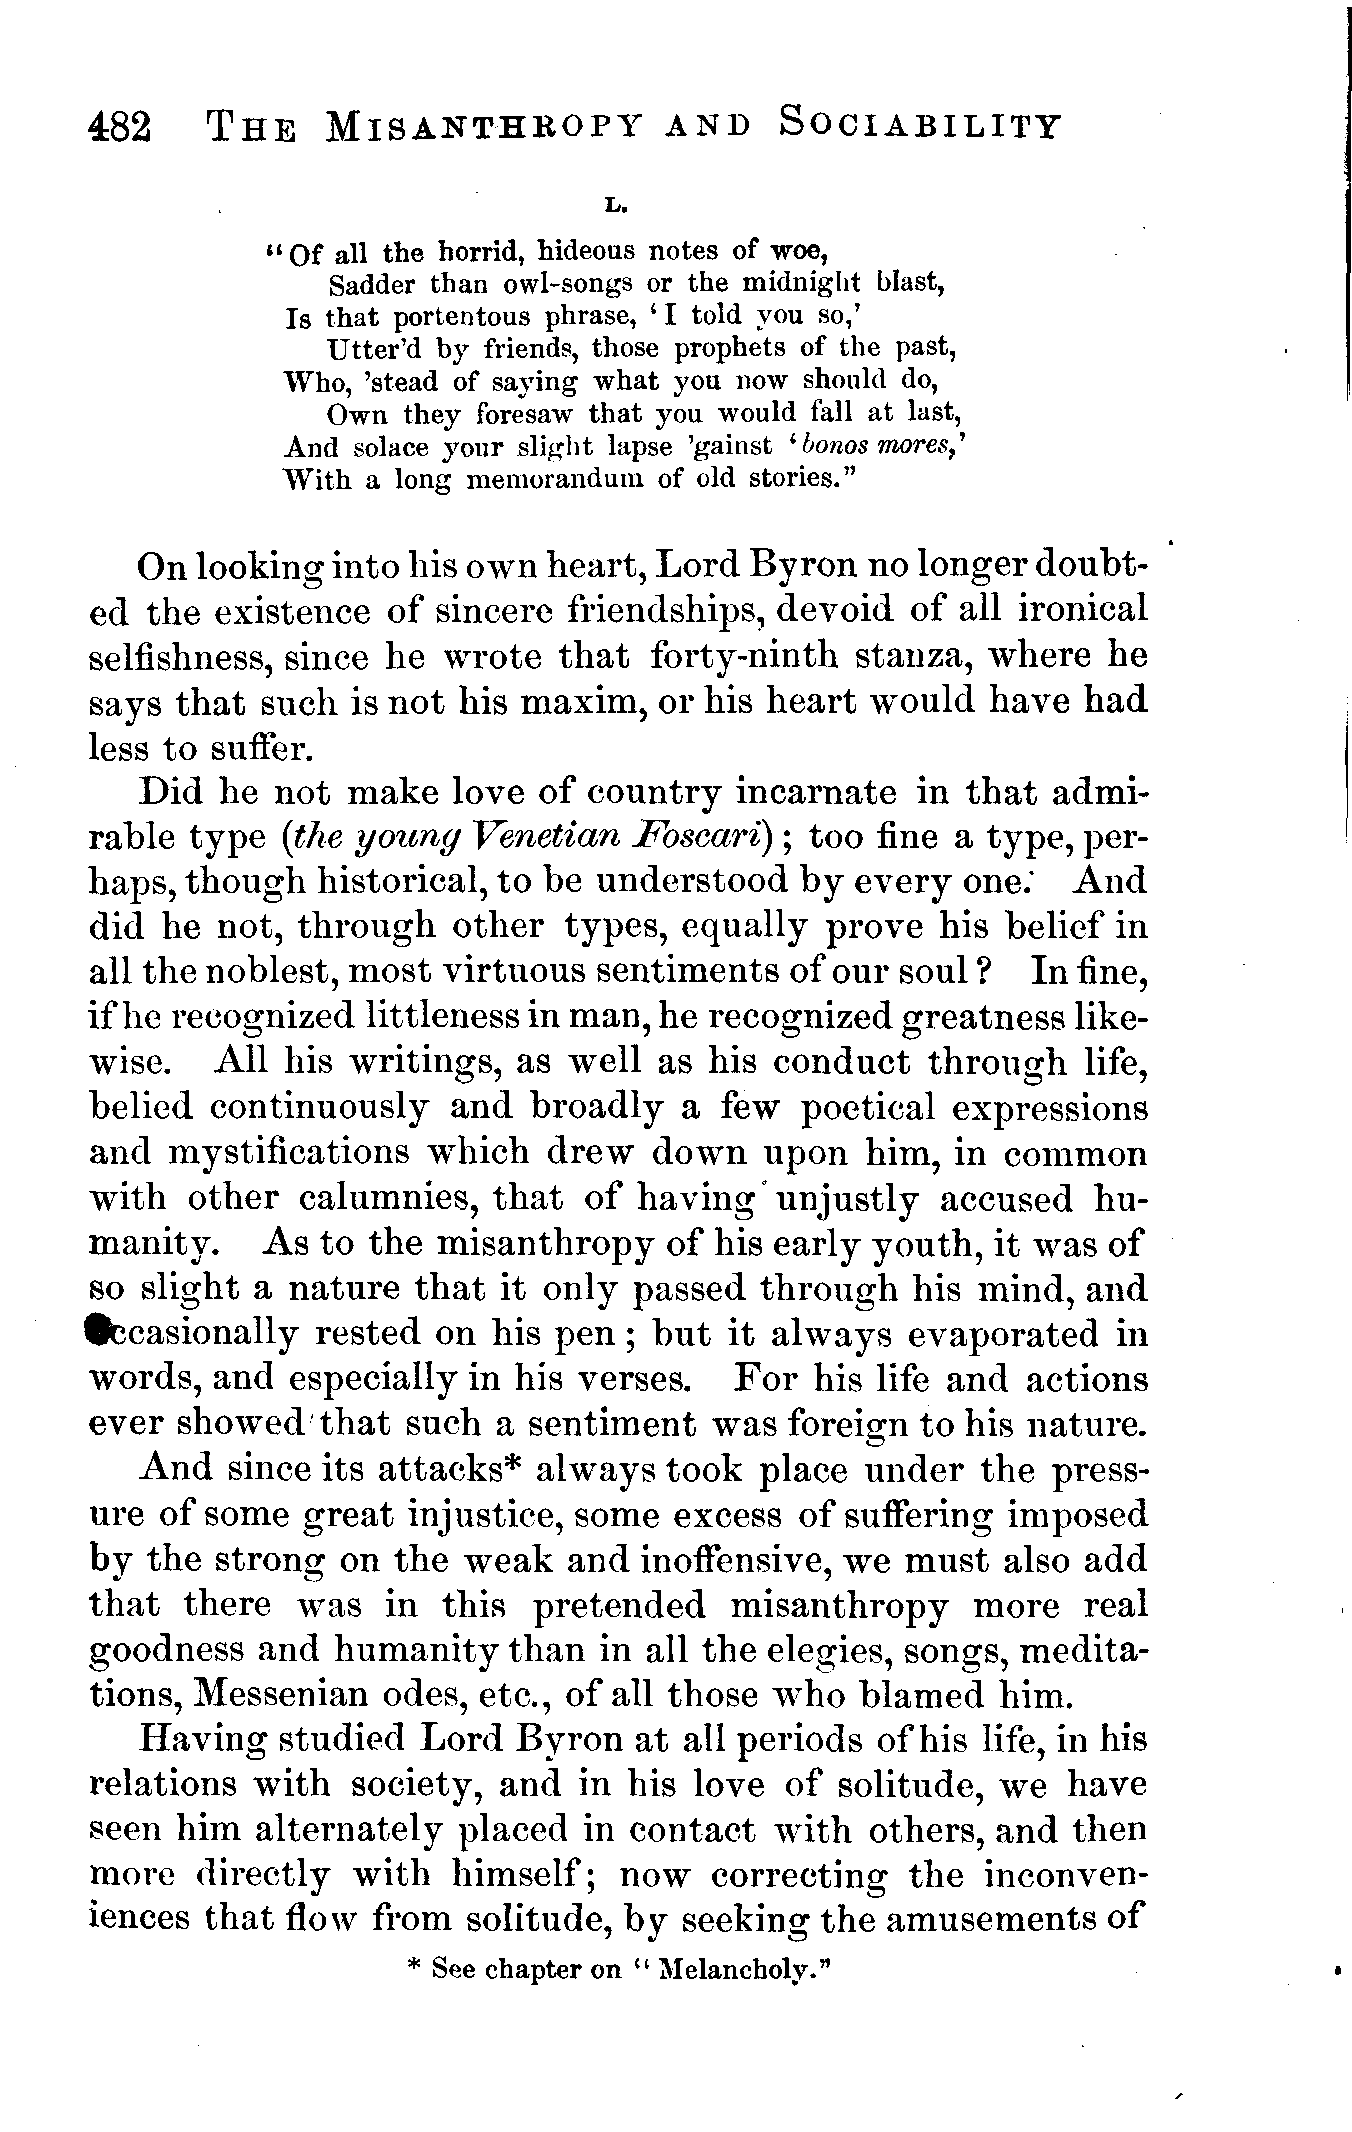 482 THE MISANTHROPY AND SOCIABILITY
L.
"Of all the horrid, hideous notes of woe,
Sadder than owl-songs or the midnight blast,
Is that portentous phrase, 'I told you so,'
Utter'd by friends, those prophets of the past,
Who, 'stead of saying what you now should do,
Own they foresaw that you would fall at last,
And solace your slight lapse 'gainst 'bonos mores,'
With a long memorandum of old stories."
On looking into his own heart, Lord Byron no longer doubt-
ed the existence of sincere friendships, devoid of all ironical
selfishness, since he wrote that forty-ninth stanza, where he
says that such is not his maxim, or his heart would have had
less to suffer.
Did he not make love of country incarnate in that admi-
rable type (the young Venetian Foscari); too fine a type, per-
haps, though historical, to be understood by every one. And
did he not, through other types, equally prove his belief in
all the noblest, most virtuous sentiments of our soul? In fine,
if he recognized littleness in man, he recognized greatness like-
wise. All his writings, as well as his conduct through life,
belied continuously and broadly a few poetical expressions
and mystifications which drew down upon him, in common
with other calumnies, that of having unjustly accused hu-
manity. As to the misanthropy of his early youth, it was of
so slight a nature that it only passed through his mind, and
occasionally rested on his pen; but it always evaporated in
words, and especially in his verses. For his life and actions
ever showed that such a sentiment was foreign to his nature.
And since its attacks* always took place under the press-
ure of some great injustice, some excess of suffering imposed
by the strong on the weak and inoffensive, we must also add
that there was in this pretended misanthropy more real
goodness and humanity than in all the elegies, songs, medita-
tions, Messenian odes, etc., of all those who blamed him.
Having studied Lord Byron at all periods of his life, in his
relations with society, and in his love of solitude, we have
seen him alternately placed in contact with others, and then
more directly with himself; now correcting the inconven-
iences that flow from solitude, by seeking the amusements of
* See chapter on "Melancholy."